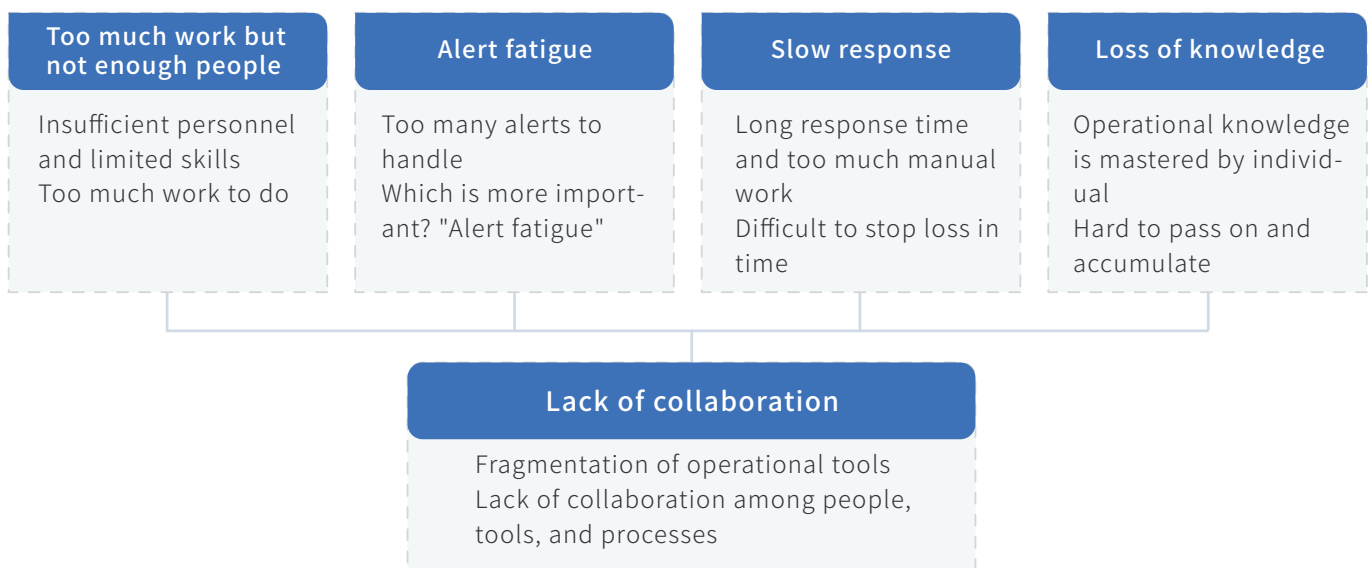 Too much work but
not enough people
Insufficient personnel
and limited skills
Too much work to do
Alert fatigue
Too many alerts to
handle
Which is more import-
ant? "Alert fatigue"
Slow response
Long response time
and too much manual
work
Difficult to stop loss in
time
Loss of knowledge
Operational knowledge
is mastered by individ-
ual
Hard to pass on and
accumulate
Lack of collaboration
Fragmentation of operational tools
Lack of collaboration among people,
tools, and processes